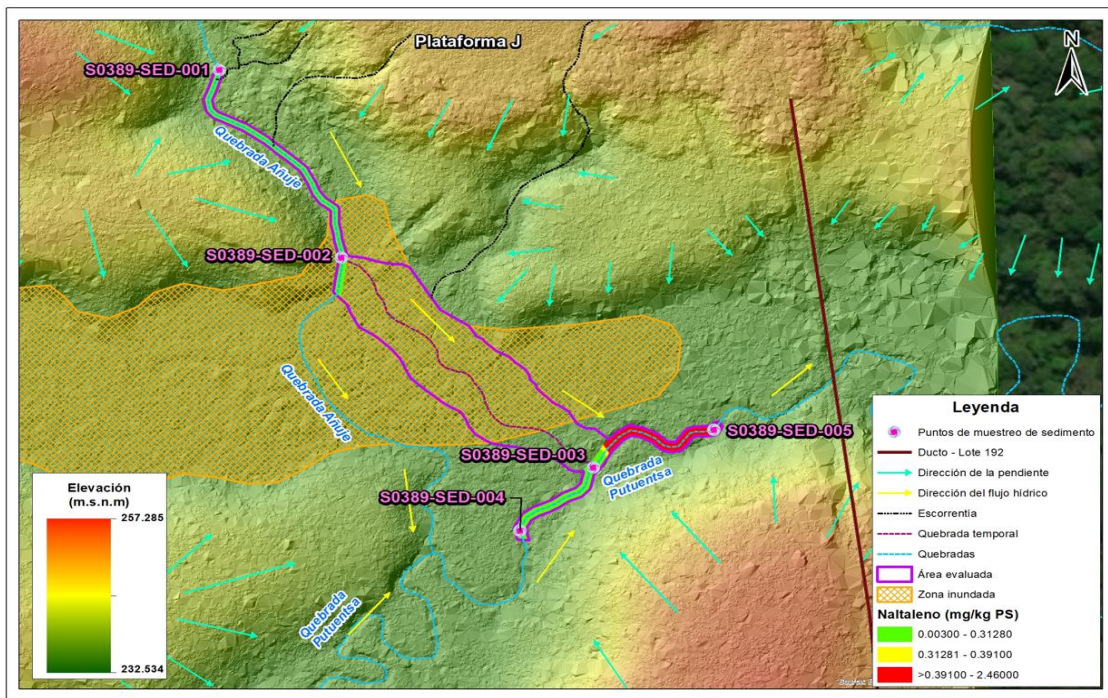 Plataforma J
N
S0389-SED-001
Quebrada Añuje
S0389-SED-002
Quebrada Añuje
S0389-SED-003
S0389-SED-005
Quebrada
Putuentsa
S0389-SED-004
Quebrada
Putuentsa
Elevación
(m.s.n.m)
257.285
232.534
Leyenda
Puntos de muestreo de sedimento
Ducto - Lote 192
Dirección de la pendiente
Dirección del flujo hídrico
Escorrentia
Quebrada temporal
Quebradas
Área evaluada
Zona inundada
Naltaleno (mg/kg PS)
0.00300 - 0.31280
0.31281 - 0.39100
>0.39100 - 2.46000